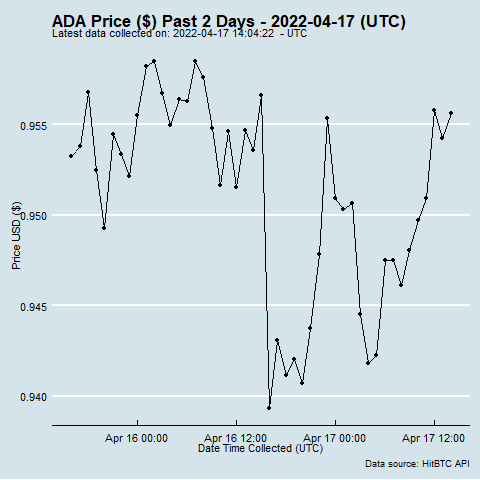 ADA Price ($) Past 2 Days - 2022-04-17 (UTC)
Latest data collected on: 2022-04-17 14:04:22  - UTC
0.955
0.950
0.945
0.940
Price USD ($)
Apr 16 00:00 Apr 16 12:00 Apr 17 00:00 Apr 17 12:00
Date Time Collected (UTC)
Data source: HitBTC API